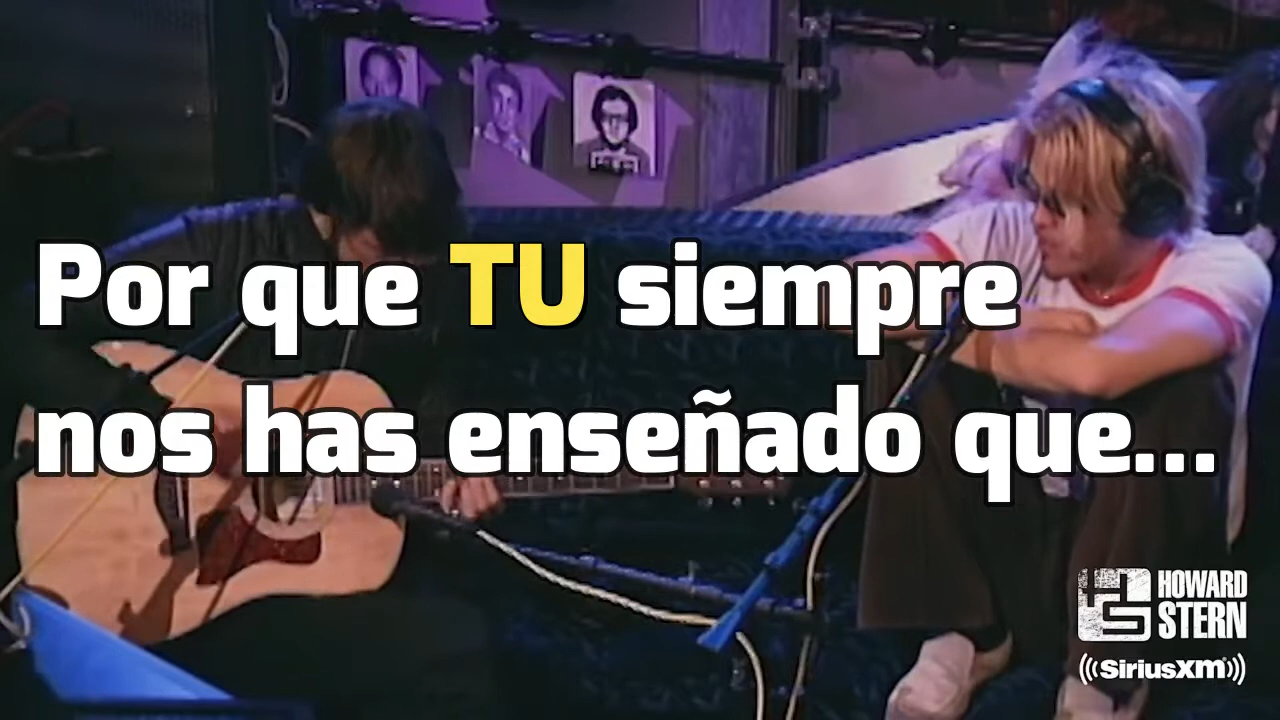 Por que TU siempre
nos has enseñado que...
HOWARD
STERN
SiriusXM